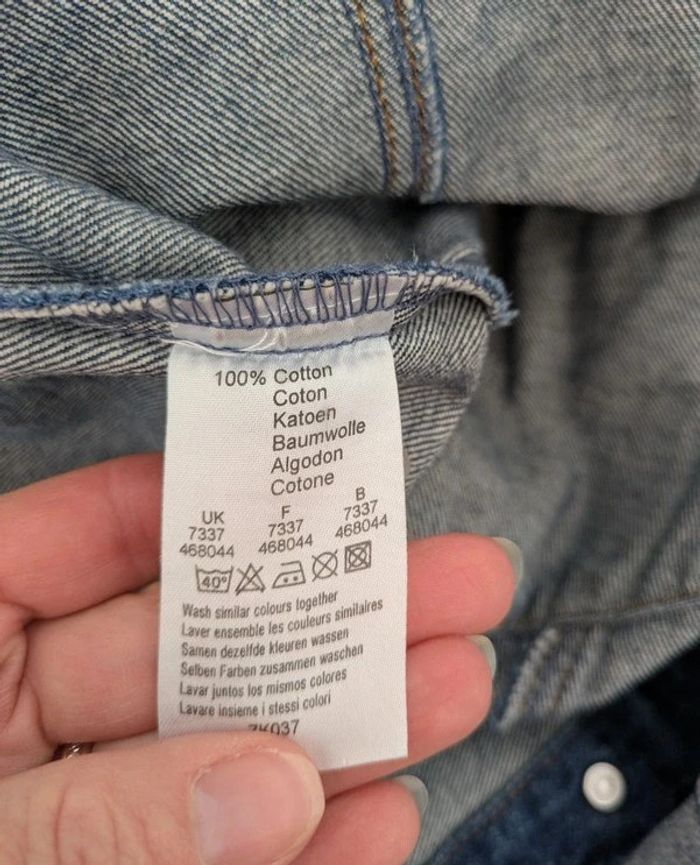 100% Cotton
Coton
Katoen
Baumwolle
Algodon
Cotone
UK F B
7337 7337 7337
468044 468044 468044
40°
Wash similar colours together
Laver ensemble les couleurs similaires
Samen dezelfde kleuren wassen
Selben Farben zusammen waschen
Lavar juntos los mismos colores
Lavare insieme i stessi colori
ZK037